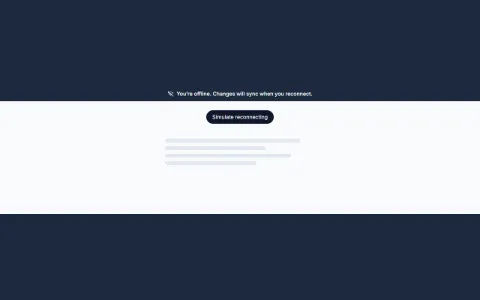 You're offline. Changes will sync when you reconnect.
Simulate reconnecting